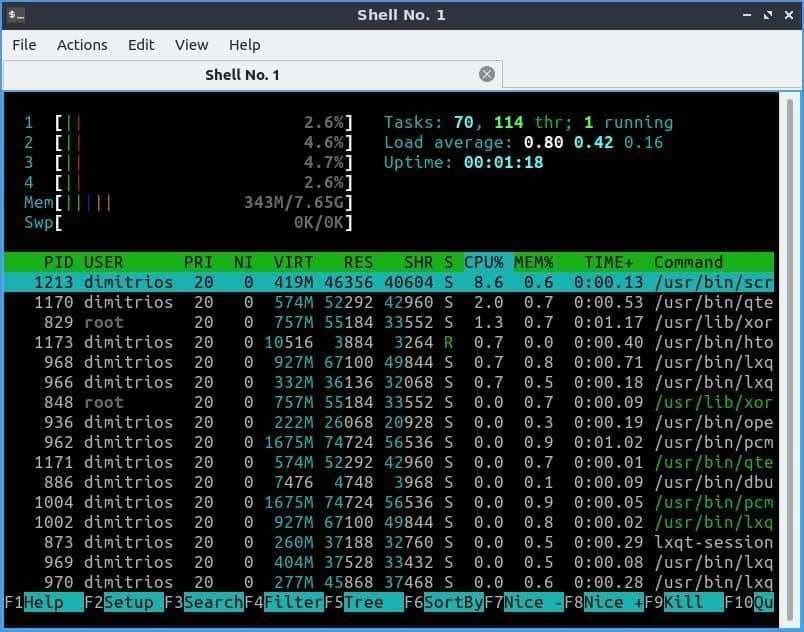 Shell No. 1
File Actions Edit View Help
Shell No. 1
1 [|| 2.6%] Tasks: 70, 114 thr; 1 running
2 [|| 4.6%] Load average: 0.80 0.42 0.16
3 [|| 4.7%] Uptime: 00:01:18
4 [|| 2.6%]
Mem[||||| 343M/7.65G]
Swp[ 0K/0K]
PID USER PRI NI VIRT RES SHR S CPU% MEM% TIME+ Command
1213 dimitrios 20 0 419M 46356 40604 S 8.6 0.6 0:00.13 /usr/bin/scr
1170 dimitrios 20 0 574M 52292 42960 S 2.0 0.7 0:00.53 /usr/bin/qte
829 root 20 0 757M 55184 33552 S 1.3 0.7 0:01.17 /usr/lib/xor
1173 dimitrios 20 0 10516 3884 3264 R 0.7 0.0 0:00.40 /usr/bin/hto
968 dimitrios 20 0 927M 67100 49844 S 0.7 0.8 0:00.71 /usr/bin/lxq
966 dimitrios 20 0 332M 36136 32068 S 0.7 0.5 0:00.18 /usr/bin/lxq
848 root 20 0 757M 55184 33552 S 0.0 0.7 0:00.09 /usr/lib/xor
936 dimitrios 20 0 222M 26068 20928 S 0.0 0.3 0:00.19 /usr/bin/ope
962 dimitrios 20 0 1675M 74724 56536 S 0.0 0.9 0:01.02 /usr/bin/pcm
1171 dimitrios 20 0 574M 52292 42960 S 0.0 0.7 0:00.01 /usr/bin/qte
886 dimitrios 20 0 7476 4748 3968 S 0.0 0.1 0:00.09 /usr/bin/dbu
1004 dimitrios 20 0 1675M 74724 56536 S 0.0 0.9 0:00.05 /usr/bin/pcm
1002 dimitrios 20 0 927M 67100 49844 S 0.0 0.8 0:00.02 /usr/bin/lxq
873 dimitrios 20 0 260M 37188 32760 S 0.0 0.5 0:00.29 lxqt-session
969 dimitrios 20 0 404M 37528 33432 S 0.0 0.5 0:00.08 /usr/bin/lxq
970 dimitrios 20 0 277M 45868 37468 S 0.0 0.6 0:00.28 /usr/bin/lxq
F1Help F2Setup F3SearchF4FilterF5Tree F6SortByF7Nice -F8Nice +F9Kill F10Qu